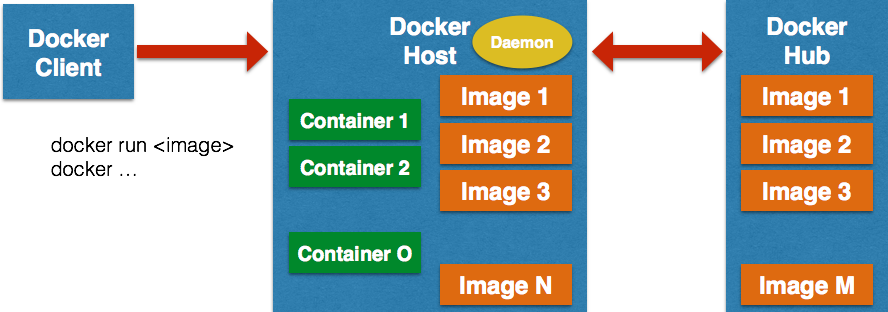 Docker
Client
docker run <image>
docker …
Docker
Host
Daemon
Container 1
Container 2
Container O
Image 1
Image 2
Image 3
Image N
Docker
Hub
Image 1
Image 2
Image 3
Image M